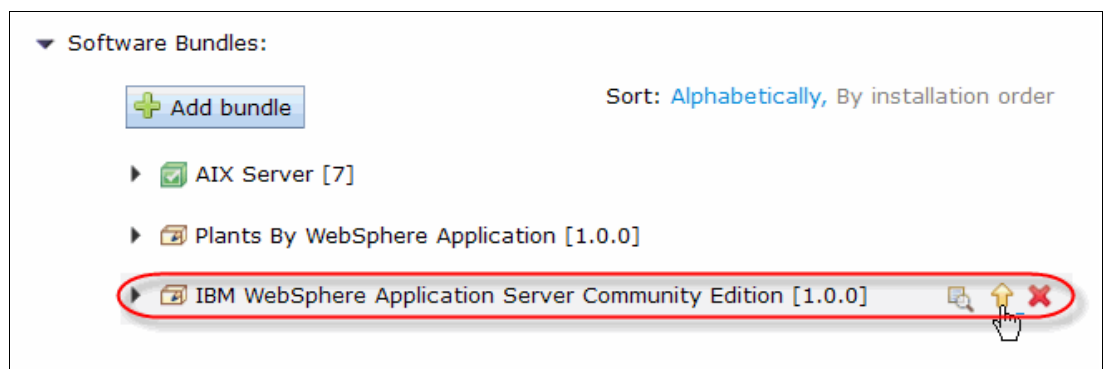 Software Bundles:
Add bundle
Sort: Alphabetically, By installation order
AIX Server [7]
Plants By WebSphere Application [1.0.0]
IBM WebSphere Application Server Community Edition [1.0.0]